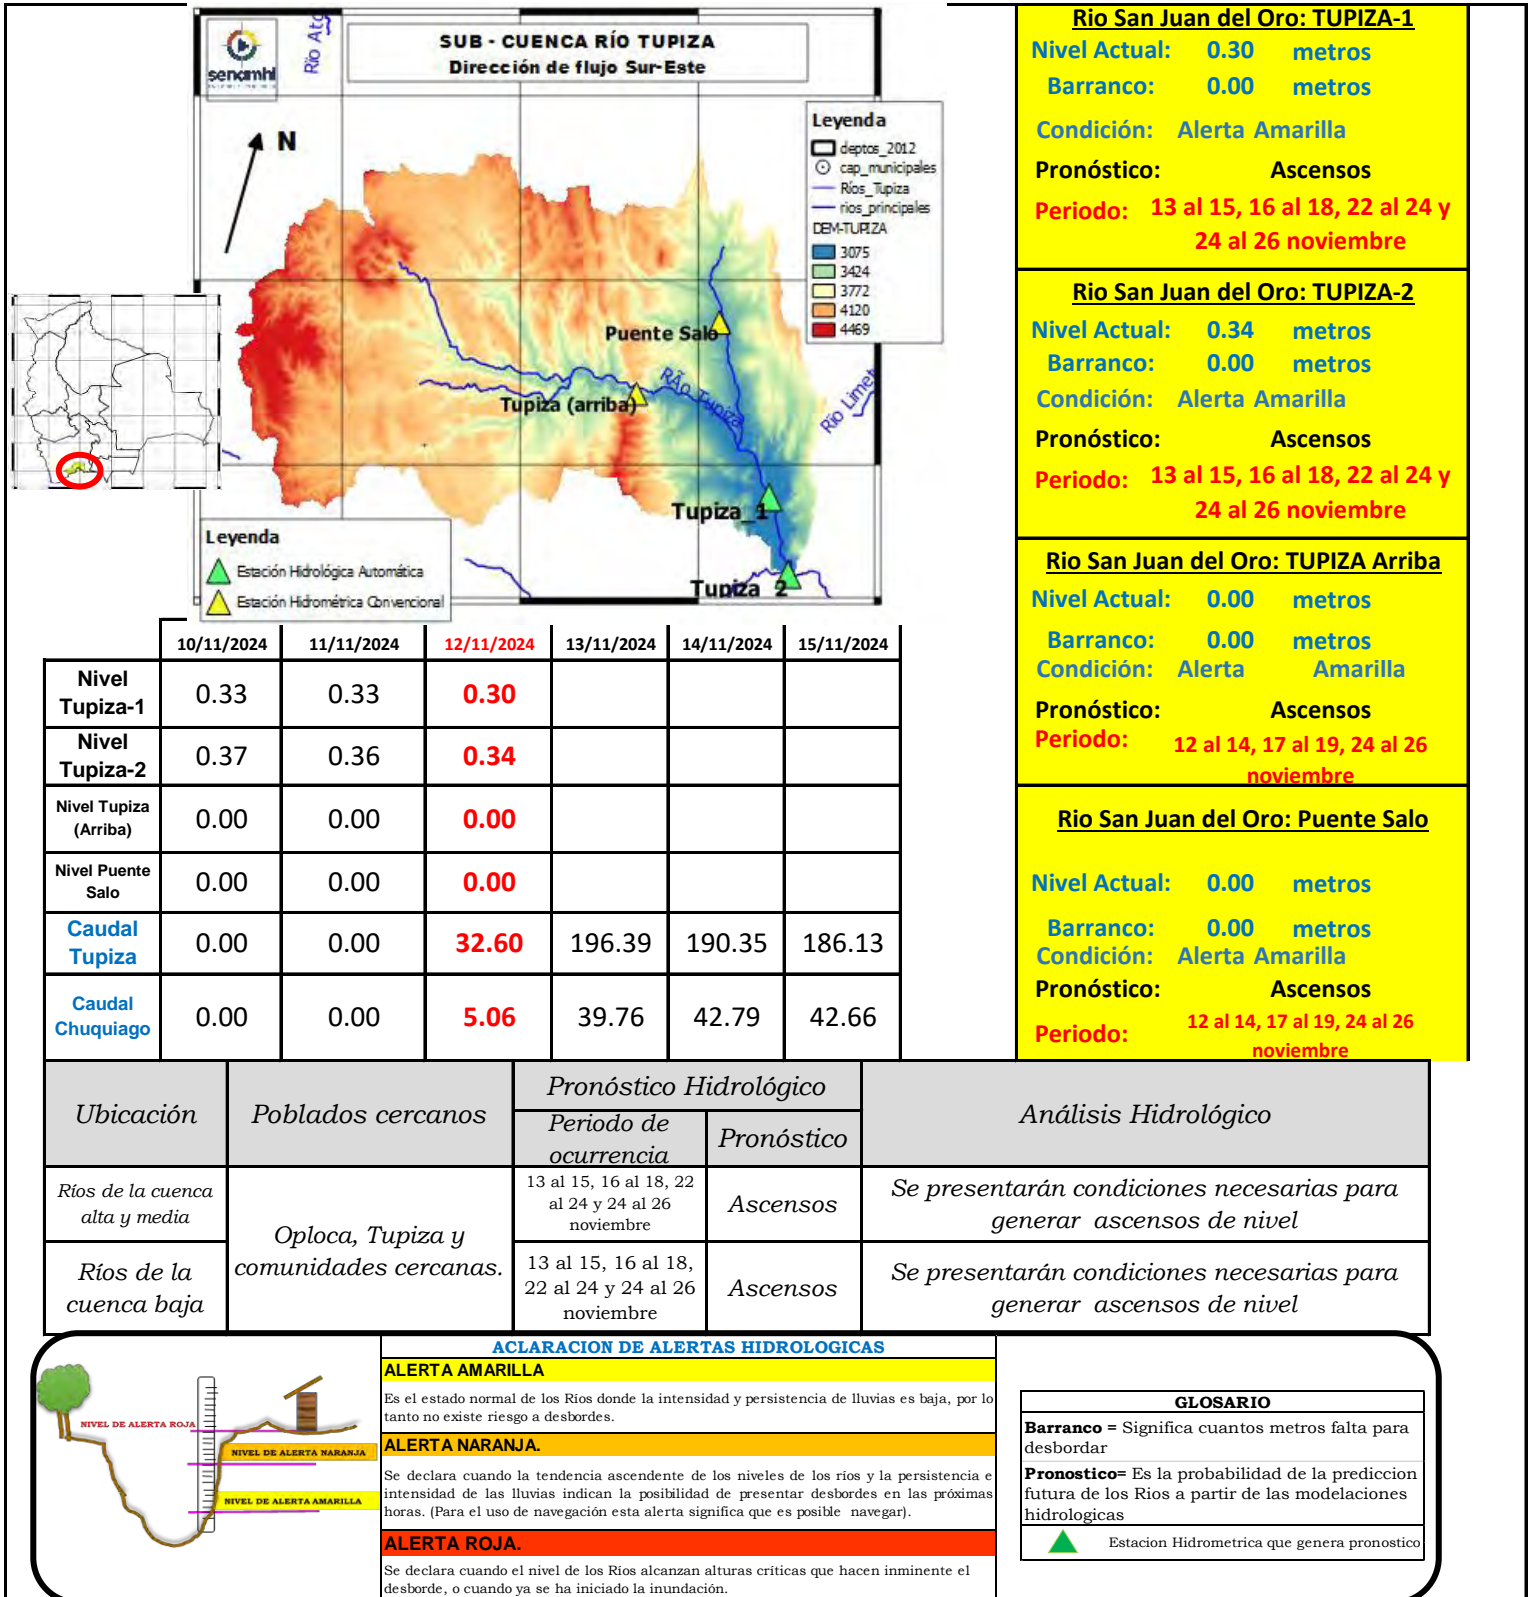 senamhi
Rïo Ato
SUB - CUENCA RÍO TUPIZA
Dirección de flujo Sur-Este
N
Leyenda
deptos_2012
cap_municipales
Ríos_Tupiza
rios_principales
DEM-TUPIZA
3075
3424
3772
4120
4469
Puente Salo
RÃo Tupiza
Tupiza (arriba)
Rïo Limet
Tupiza_1
Tupiza_2
Leyenda
Estación Hidrológica Automática
Estación Hidrométrica Convencional
Rio San Juan del Oro: TUPIZA-1
Nivel Actual: 0.30 metros
Barranco: 0.00 metros
Condición: Alerta Amarilla
Pronóstico: Ascensos
Periodo: 13 al 15, 16 al 18, 22 al 24 y
24 al 26 noviembre
Rio San Juan del Oro: TUPIZA-2
Nivel Actual: 0.34 metros
Barranco: 0.00 metros
Condición: Alerta Amarilla
Pronóstico: Ascensos
Periodo: 13 al 15, 16 al 18, 22 al 24 y
24 al 26 noviembre
Rio San Juan del Oro: TUPIZA Arriba
Nivel Actual: 0.00 metros
Barranco: 0.00 metros
Condición: Alerta Amarilla
Pronóstico: Ascensos
Periodo: 12 al 14, 17 al 19, 24 al 26
noviembre
Rio San Juan del Oro: Puente Salo
Nivel Actual: 0.00 metros
Barranco: 0.00 metros
Condición: Alerta Amarilla
Pronóstico: Ascensos
Periodo: 12 al 14, 17 al 19, 24 al 26
noviembre
10/11/2024 11/11/2024 12/11/2024 13/11/2024 14/11/2024 15/11/2024
Nivel
Tupiza-1 0.33 0.33 0.30
Nivel
Tupiza-2 0.37 0.36 0.34
Nivel Tupiza
(Arriba) 0.00 0.00 0.00
Nivel Puente
Salo 0.00 0.00 0.00
Caudal
Tupiza 0.00 0.00 32.60 196.39 190.35 186.13
Caudal
Chuquiago 0.00 0.00 5.06 39.76 42.79 42.66
Ubicación
Poblados cercanos
Pronóstico Hidrológico
Periodo de
ocurrencia
Pronóstico
Análisis Hidrológico
Ríos de la cuenca
alta y media
Oploca, Tupiza y
comunidades cercanas.
13 al 15, 16 al 18, 22
al 24 y 24 al 26
noviembre
Ascensos
Se presentarán condiciones necesarias para
generar ascensos de nivel
Ríos de la
cuenca baja
13 al 15, 16 al 18,
22 al 24 y 24 al 26
noviembre
Ascensos
Se presentarán condiciones necesarias para
generar ascensos de nivel
NIVEL DE ALERTA ROJA
NIVEL DE ALERTA NARANJA
NIVEL DE ALERTA AMARILLA
ACLARACION DE ALERTAS HIDROLOGICAS
ALERTA AMARILLA
Es el estado normal de los Ríos donde la intensidad y persistencia de lluvias es baja, por lo
tanto no existe riesgo a desbordes.
ALERTA NARANJA.
Se declara cuando la tendencia ascendente de los niveles de los ríos y la persistencia e
intensidad de las lluvias indican la posibilidad de presentar desbordes en las próximas
horas. (Para el uso de navegación esta alerta significa que es posible navegar).
ALERTA ROJA.
Se declara cuando el nivel de los Ríos alcanzan alturas críticas que hacen inminente el
desborde, o cuando ya se ha iniciado la inundación.
GLOSARIO
Barranco = Significa cuantos metros falta para
desbordar
Pronostico= Es la probabilidad de la prediccion
futura de los Rios a partir de las modelaciones
hidrologicas
Estacion Hidrometrica que genera pronostico